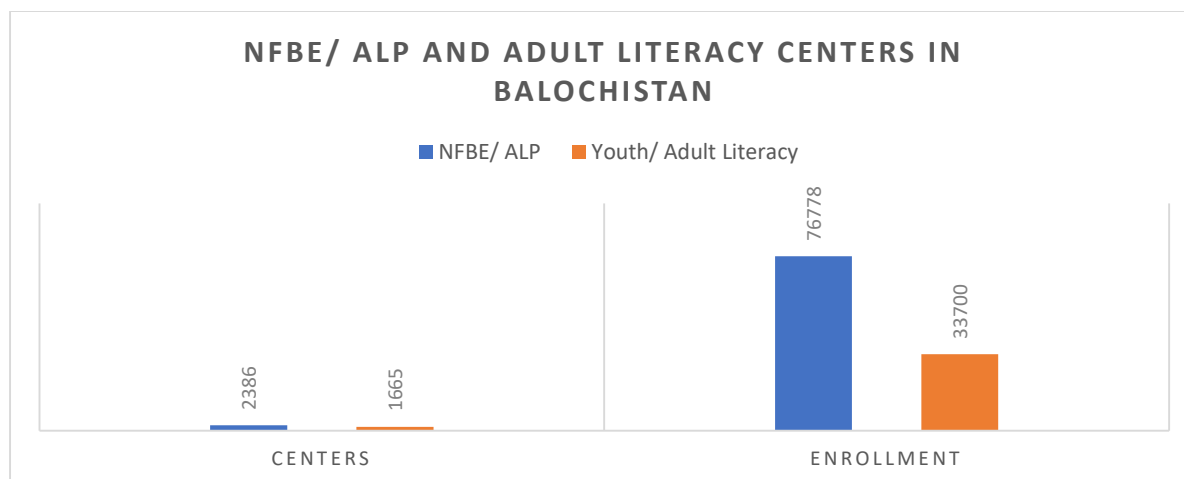 NFBE/ ALP AND ADULT LITERACY CENTERS IN
BALOCHISTAN
NFBE/ ALP Youth/ Adult Literacy
2386
1665
76778
33700
CENTERS
ENROLLMENT